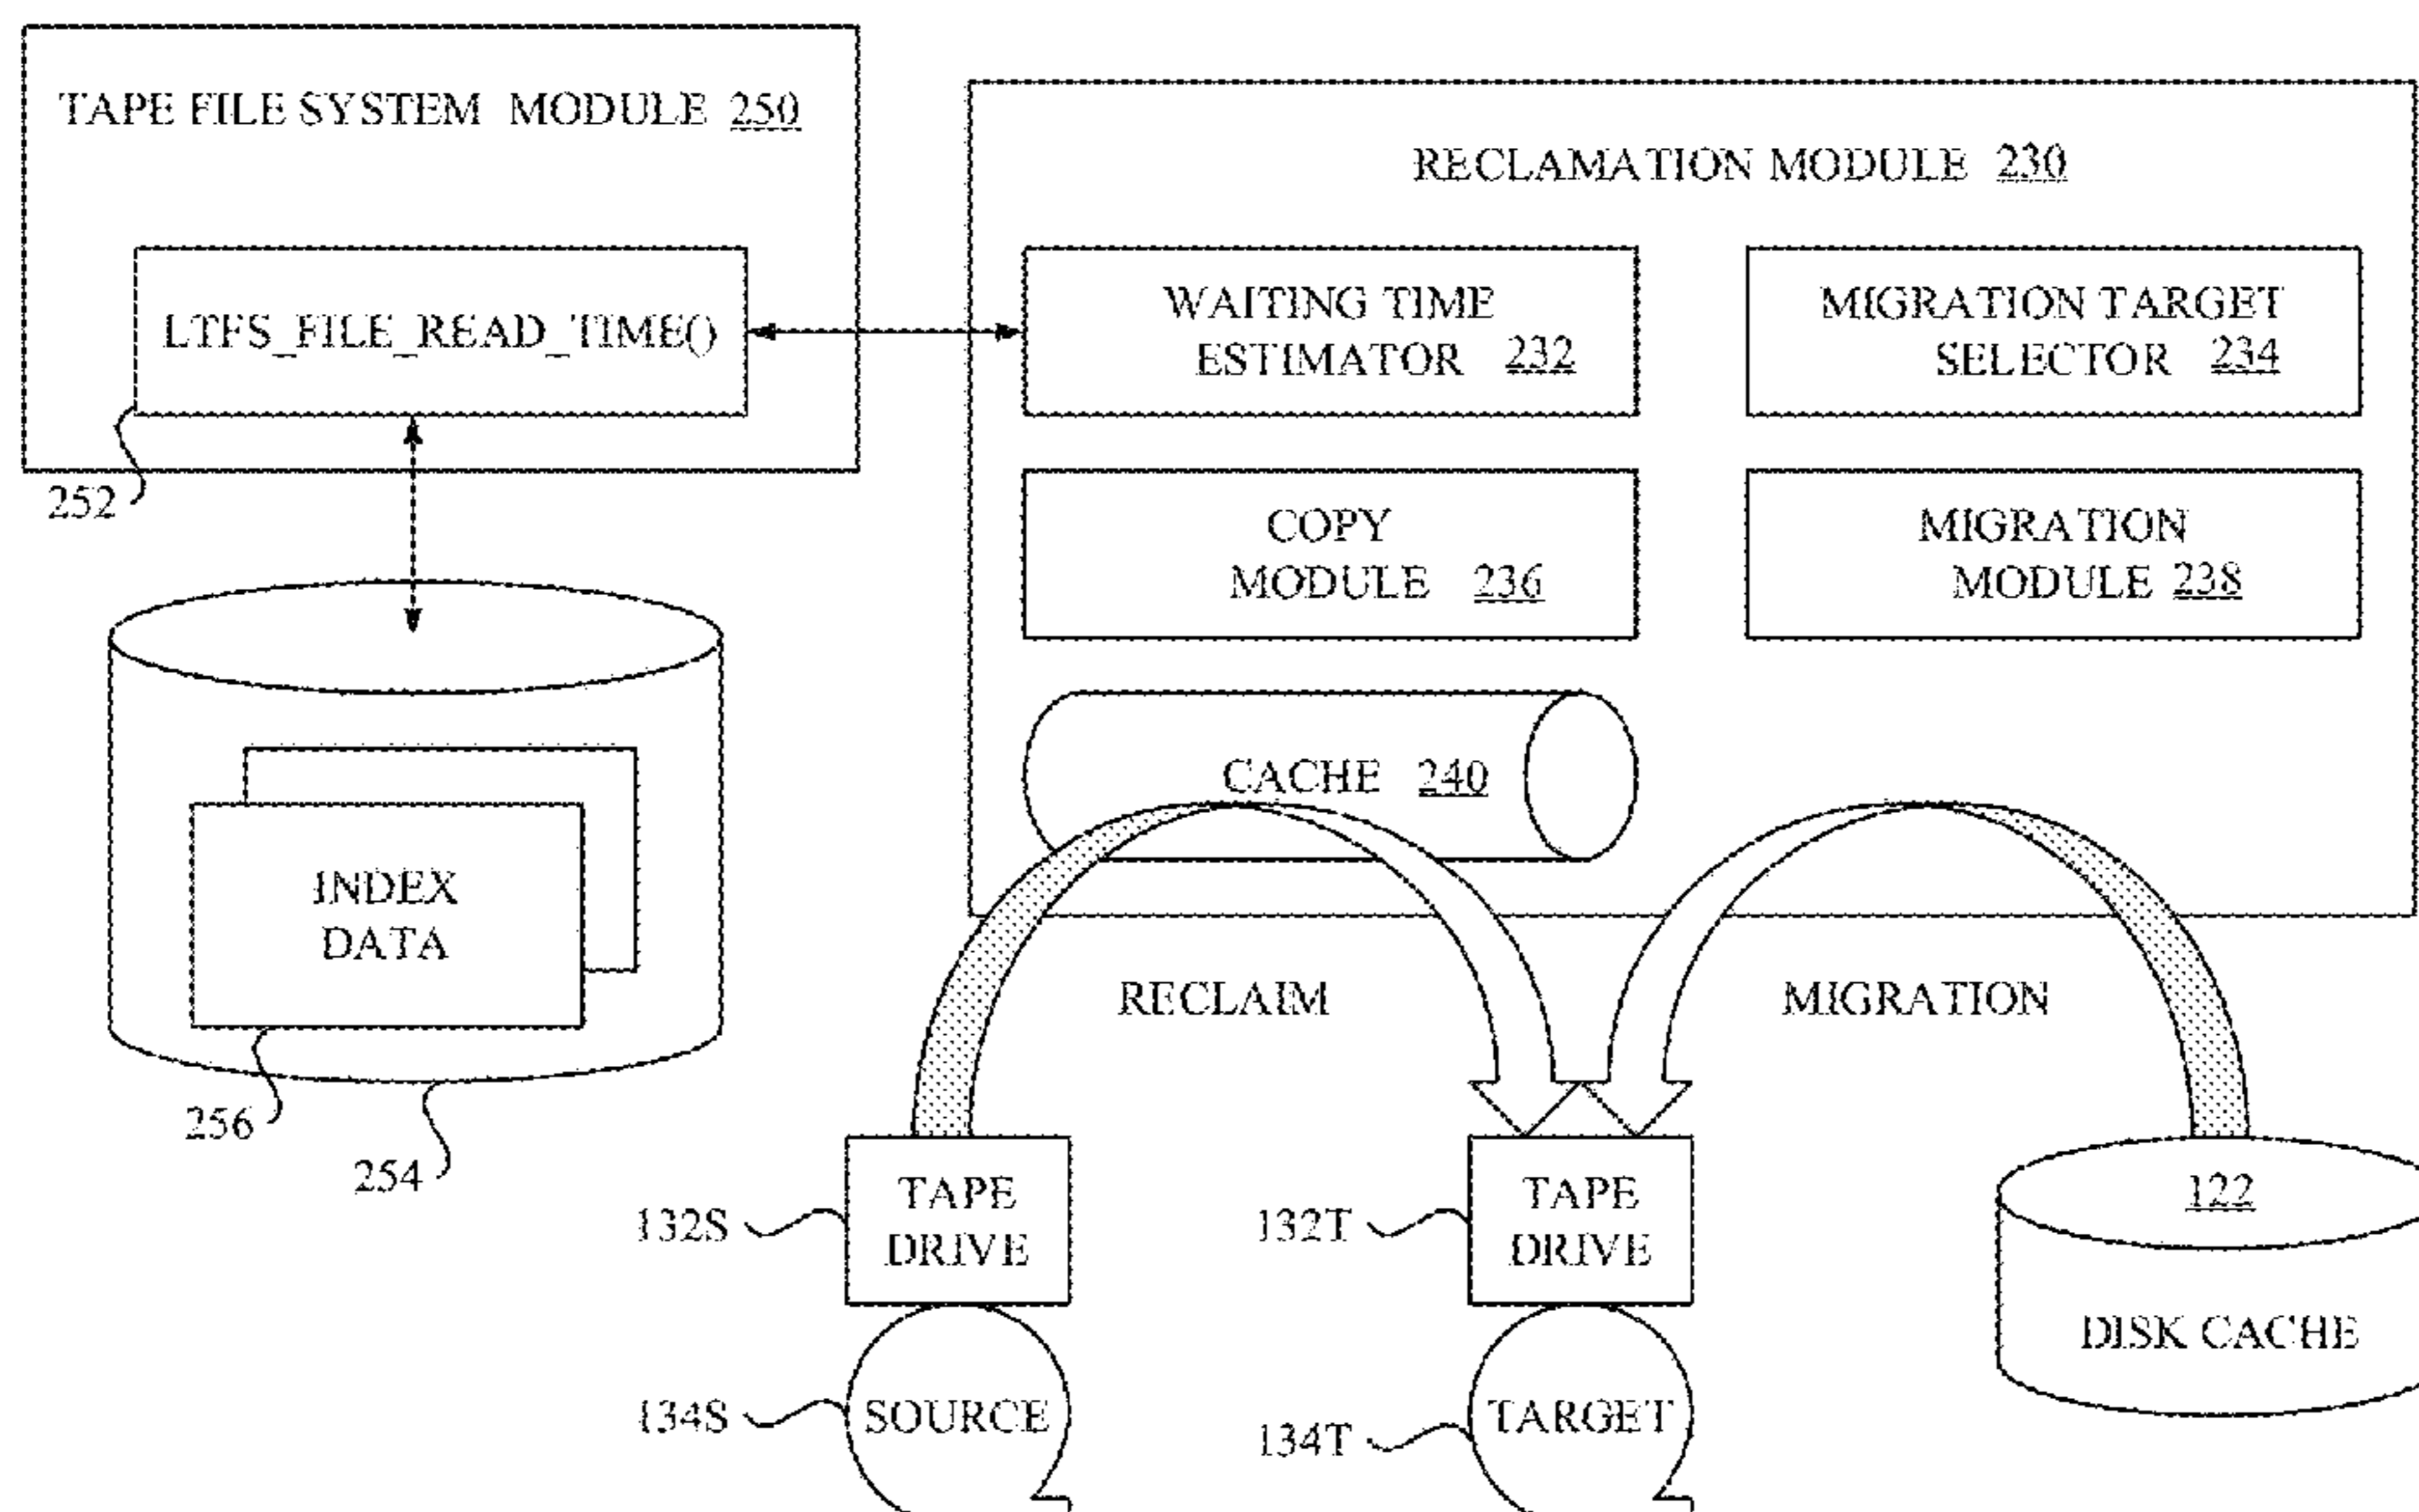 TAPE FILE SYSTEM MODULE 250
LTFS_FILE_READ_TIME()
252
INDEX
DATA
256
254
RECLAMATION MODULE 230
WAITING TIME
ESTIMATOR 232
MIGRATION TARGET
SELECTOR 234
COPY
MODULE 236
MIGRATION
MODULE 238
CACHE 240
RECLAIM
MIGRATION
132S
TAPE
DRIVE
132T
TAPE
DRIVE
122
DISK CACHE
134S
SOURCE
134T
TARGET